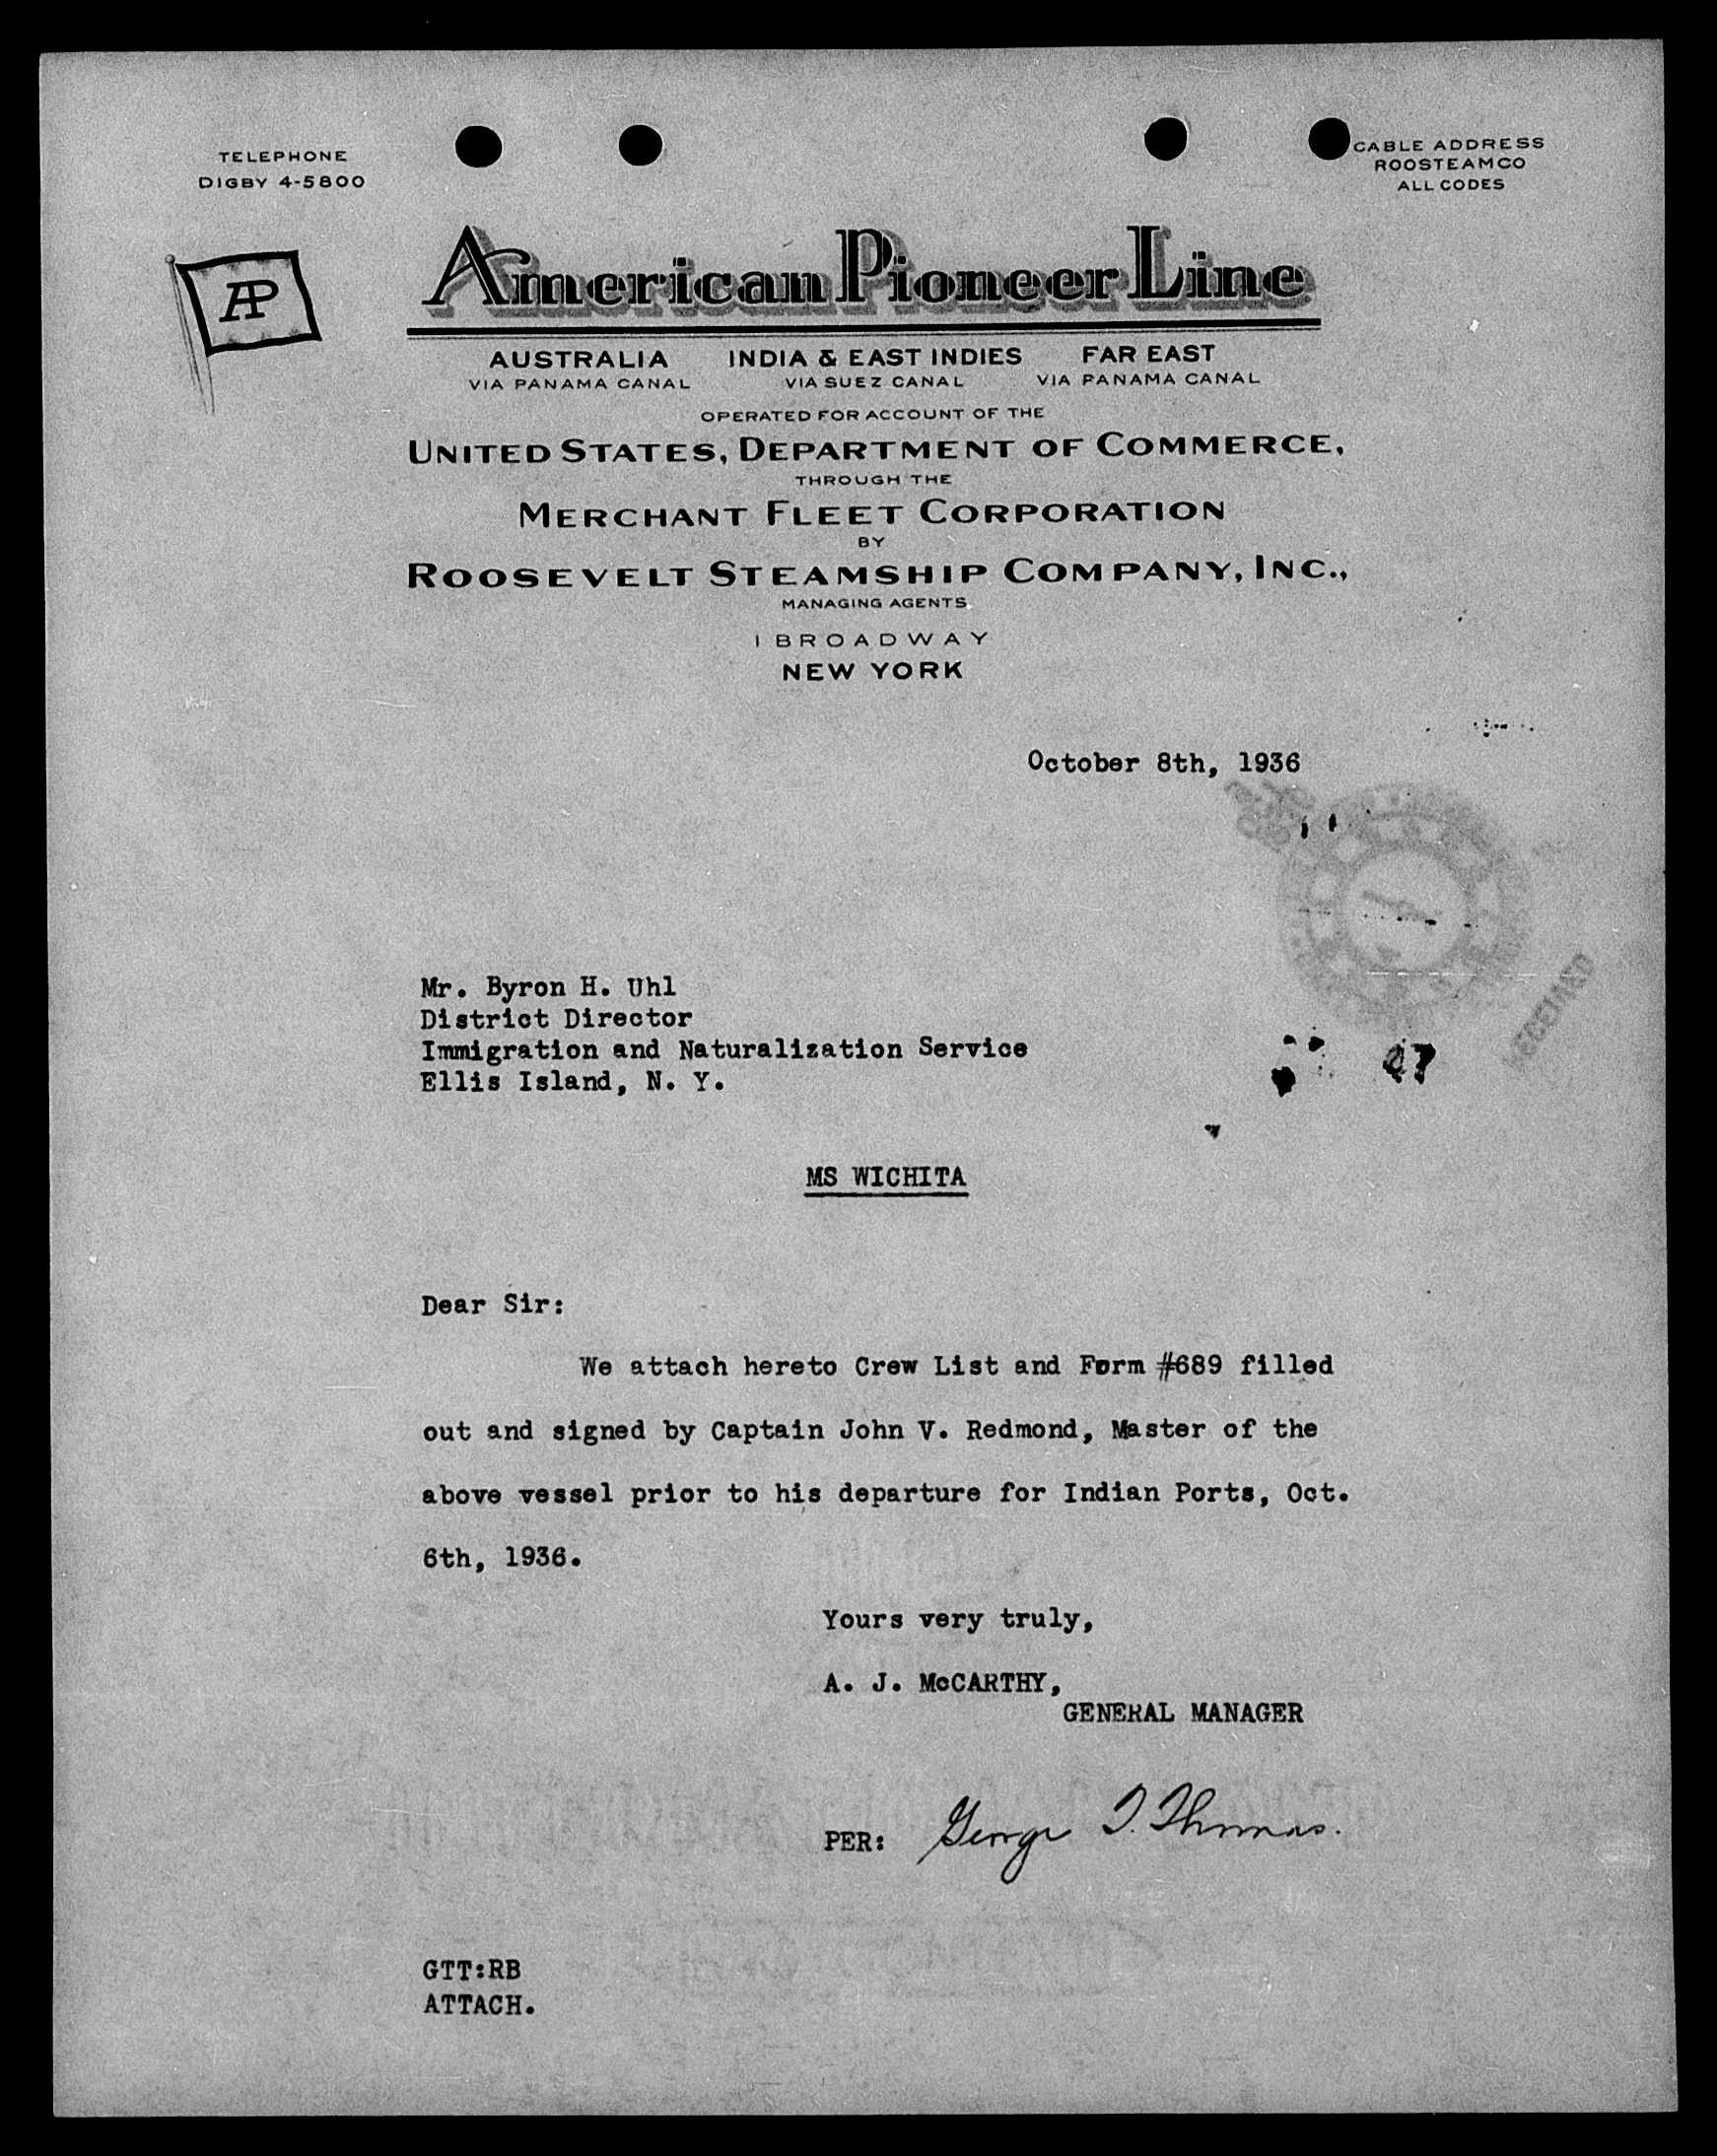 TELEPHONE
DIGBY 4-5800
CABLE ADDRESS
ROOSTEAMCO
ALL CODES
AP
American Pioneer Line
AUSTRALIA INDIA & EAST INDIES FAR EAST
VIA PANAMA CANAL VIA SUEZ CANAL VIA PANAMA CANAL
OPERATED FOR ACCOUNT OF THE
UNITED STATES, DEPARTMENT OF COMMERCE,
THROUGH THE
MERCHANT FLEET CORPORATION
BY
ROOSEVELT STEAMSHIP COMPANY, INC.,
MANAGING AGENTS
1 BROADWAY
NEW YORK
October 8th, 1936
Mr. Byron H. Uhl
District Director
Immigration and Naturalization Service
Ellis Island, N. Y.
MS WICHITA
Dear Sir:
We attach hereto Crew List and Form #689 filled
out and signed by Captain John V. Redmond, Master of the
above vessel prior to his departure for Indian Ports, Oct.
6th, 1936.
Yours very truly,
A. J. McCARTHY,
GENERAL MANAGER
PER: George T. Thomas.
GTT:RB
ATTACH.